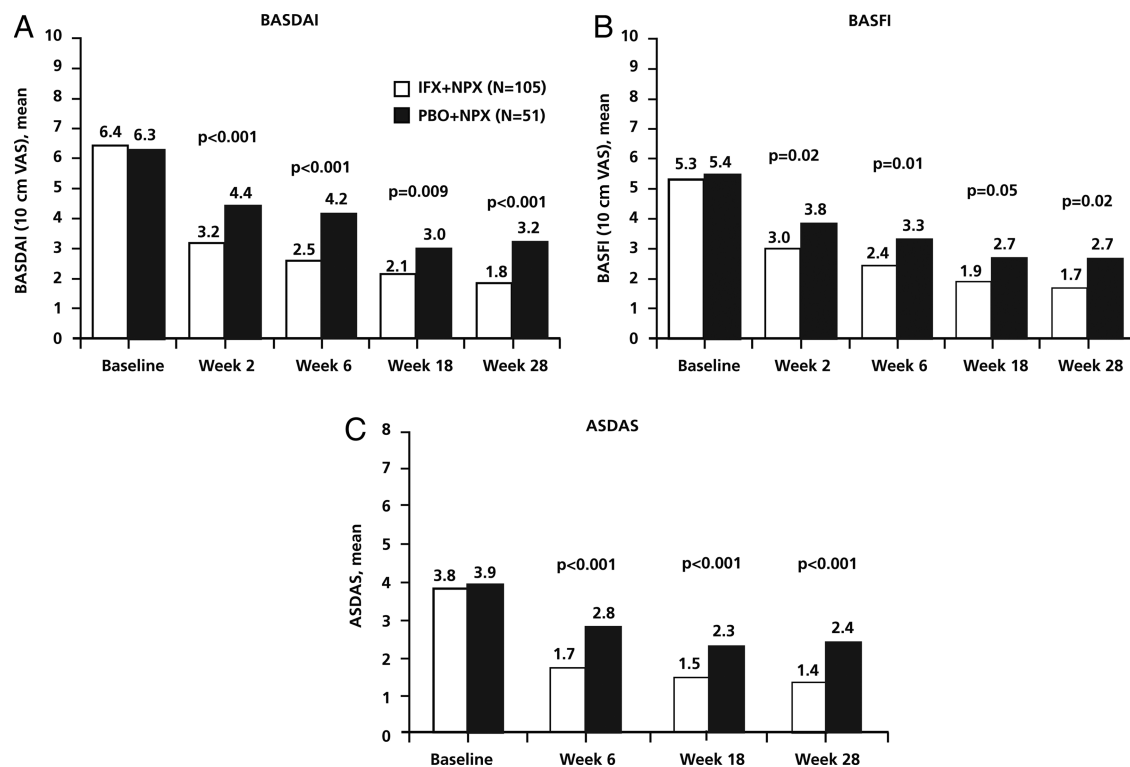 A
BASDAI
BASDAI (10 cm VAS), mean
10
9
8
7
6
5
4
3
2
1
0
IFX+NPX (N=105)
PBO+NPX (N=51)
6.4
6.3
p<0.001
3.2
4.4
p<0.001
2.5
4.2
p=0.009
2.1
3.0
p<0.001
1.8
3.2
Baseline
Week 2
Week 6
Week 18
Week 28
B
BASFI
BASFI (10 cm VAS), mean
10
9
8
7
6
5
4
3
2
1
0
5.3
5.4
p=0.02
3.0
3.8
p=0.01
2.4
3.3
p=0.05
1.9
2.7
p=0.02
1.7
2.7
Baseline
Week 2
Week 6
Week 18
Week 28
C
ASDAS
ASDAS, mean
8
7
6
5
4
3
2
1
0
3.8
3.9
p<0.001
1.7
2.8
p<0.001
1.5
2.3
p<0.001
1.4
2.4
Baseline
Week 6
Week 18
Week 28